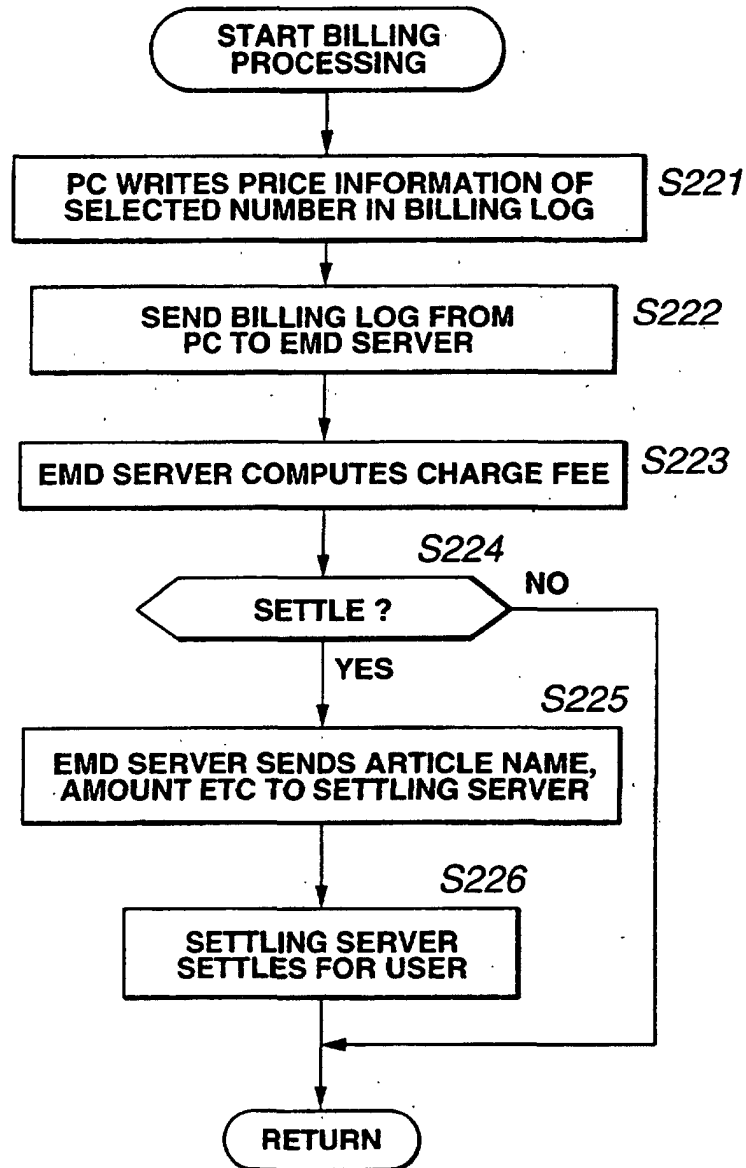 START BILLING
PROCESSING
PC WRITES PRICE INFORMATION OF
SELECTED NUMBER IN BILLING LOG
S221
SEND BILLING LOG FROM
PC TO EMD SERVER
S222
EMD SERVER COMPUTES CHARGE FEE
S223
S224
SETTLE ?
NO
YES
S225
EMD SERVER SENDS ARTICLE NAME,
AMOUNT ETC TO SETTLING SERVER
S226
SETTLING SERVER
SETTLES FOR USER
RETURN